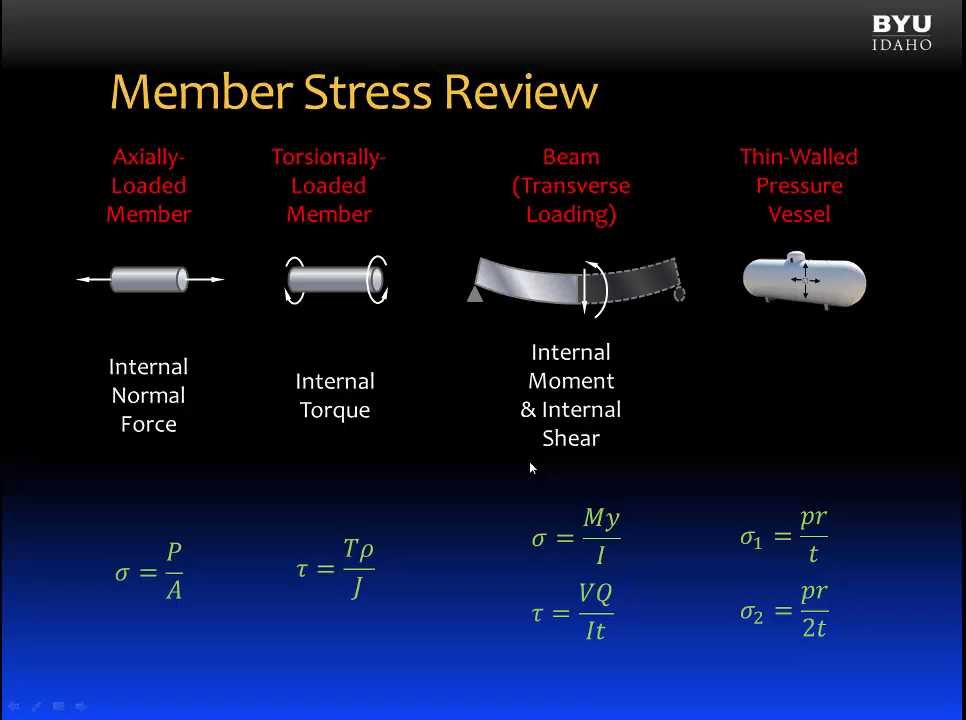 BYU
IDAHO
Member Stress Review
Axially-
Loaded
Member
Torsionally-
Loaded
Member
Beam
(Transverse
Loading)
Thin-Walled
Pressure
Vessel
Internal
Normal
Force
Internal
Torque
Internal
Moment
& Internal
Shear
σ = P/A
τ = Tρ/J
σ = My/I
τ = VQ/It
σ₁ = pr/t
σ₂ = pr/2t